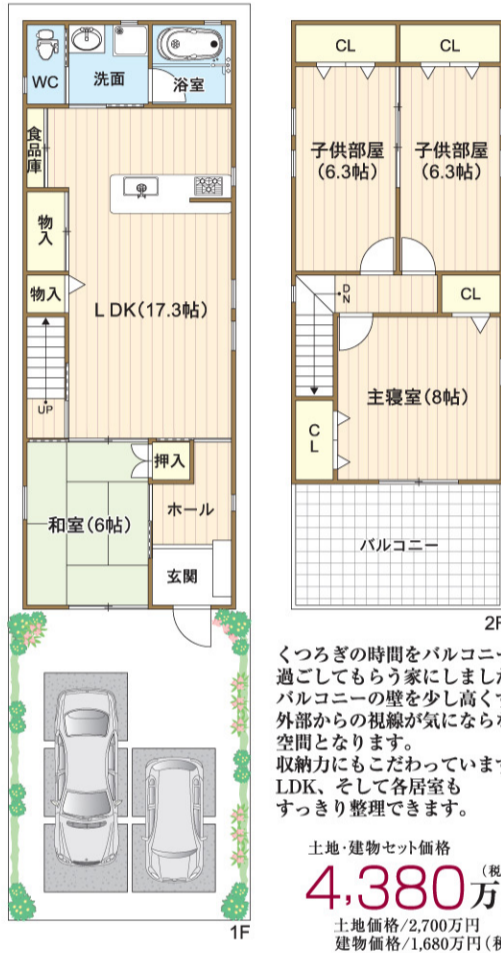 WC
洗面
浴室
食品庫
物入
物入
LDK(17.3帖)
UP
押入
和室(6帖)
ホール
玄関
1F
CL
CL
子供部屋
(6.3帖)
子供部屋
(6.3帖)
DN
CL
主寝室(8帖)
CL
バルコニー
2F
くつろぎの時間をバルコニー
過ごしてもらう家にしました
バルコニーの壁を少し高くす
外部からの視線が気にならな
空間となります。
収納力にもこだわっています
LDK、そして各居室も
すっきり整理できます。
土地・建物セット価格
4,380万
(税
土地価格/2,700万円
建物価格/1,680万円(税